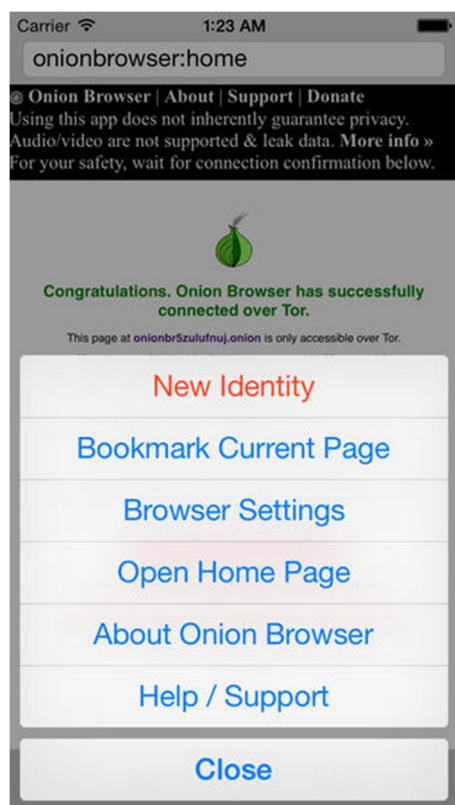 Carrier 1:23 AM
onionbrowser:home
Onion Browser | About | Support | Donate
Using this app does not inherently guarantee privacy.
Audio/video are not supported & leak data. More info »
For your safety, wait for connection confirmation below.
Congratulations. Onion Browser has successfully
connected over Tor.
This page at onionbr5zulufnuj.onion is only accessible over Tor.
New Identity
Bookmark Current Page
Browser Settings
Open Home Page
About Onion Browser
Help / Support
Close